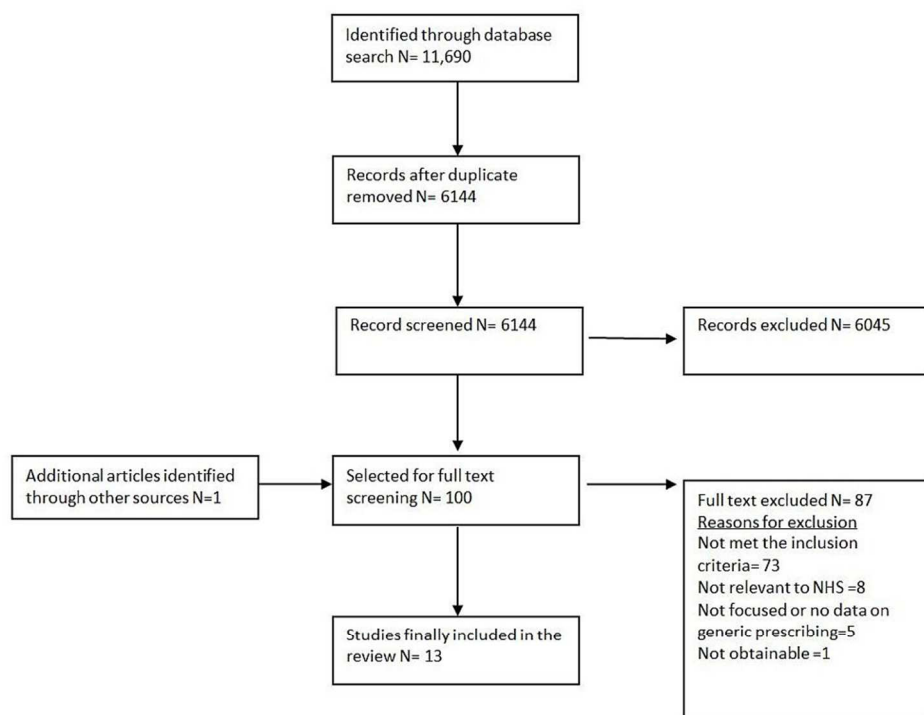 Identified through database
search N= 11,690
Records after duplicate
removed N= 6144
Record screened N= 6144
Records excluded N= 6045
Additional articles identified
through other sources N=1
Selected for full text
screening N= 100
Full text excluded N= 87
Reasons for exclusion
Not met the inclusion
criteria= 73
Not relevant to NHS =8
Not focused or no data on
generic prescribing=5
Not obtainable =1
Studies finally included in the
review N= 13